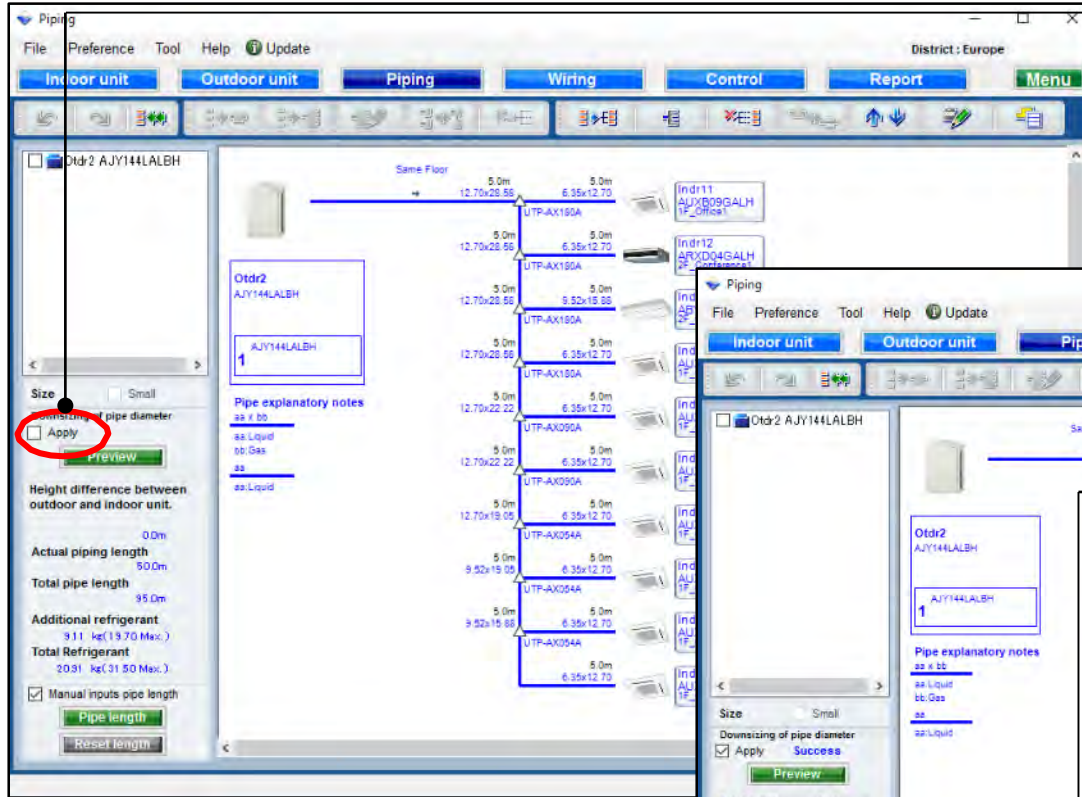 Piping
File Preference Tool Help Update
District : Europe
Indoor unit Outdoor unit Piping Wiring Control Report Menu
Otdr2 AJY144LALBH
Size Small
Downsizing of pipe diameter
Apply
Preview
Height difference between
outdoor and indoor unit.
0.0m
Actual piping length
50.0m
Total pipe length
95.0m
Additional refrigerant
9.11 kg(19.70 Max.)
Total Refrigerant
20.91 kg(31.50 Max.)
Manual inputs pipe length
Pipe length
Reset length
Otdr2
AJY144LALBH
AJY144LALBH
1
Pipe explanatory notes
aa x bb
aa:Liquid
bb:Gas
aa
aa:Liquid
Same Floor
5.0m 5.0m
12.70x28.58 6.35x12.70
UTP-AX180A
Indr11
AUXB09GALH
1F_Office1
5.0m 5.0m
12.70x28.58 6.35x12.70
UTP-AX180A
Indr12
ARXD04GALH
2F_Conference1
5.0m 5.0m
12.70x28.58 9.52x15.88
UTP-AX180A
5.0m 5.0m
12.70x28.58 6.35x12.70
UTP-AX180A
5.0m 5.0m
12.70x22.22 6.35x12.70
UTP-AX090A
5.0m 5.0m
12.70x22.22 6.35x12.70
UTP-AX090A
5.0m 5.0m
12.70x19.05 6.35x12.70
UTP-AX054A
5.0m 5.0m
9.52x19.05 6.35x12.70
UTP-AX054A
5.0m 5.0m
9.52x15.88 6.35x12.70
UTP-AX054A
5.0m
6.35x12.70
Piping
File Preference Tool Help Update
Indoor unit Outdoor unit Pip
Otdr2 AJY144LALBH
Size Small
Downsizing of pipe diameter
Apply Success
Preview
Otdr2
AJY144LALBH
AJY144LALBH
1
Pipe explanatory notes
aa x bb
aa:Liquid
bb:Gas
aa
aa:Liquid
Sa